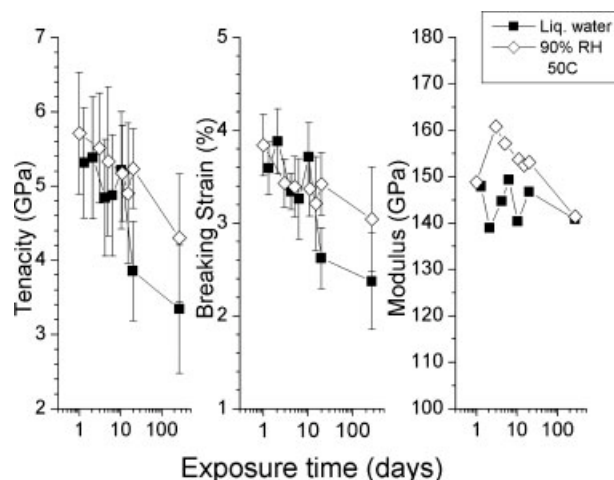 Liq. water
90% RH
50C
Tenacity (GPa)
7
6
5
4
3
2
1 10 100
Breaking Strain (%)
5
4
3
2
1
1 10 100
Modulus (GPa)
180
170
160
150
140
130
120
110
100
1 10 100
Exposure time (days)